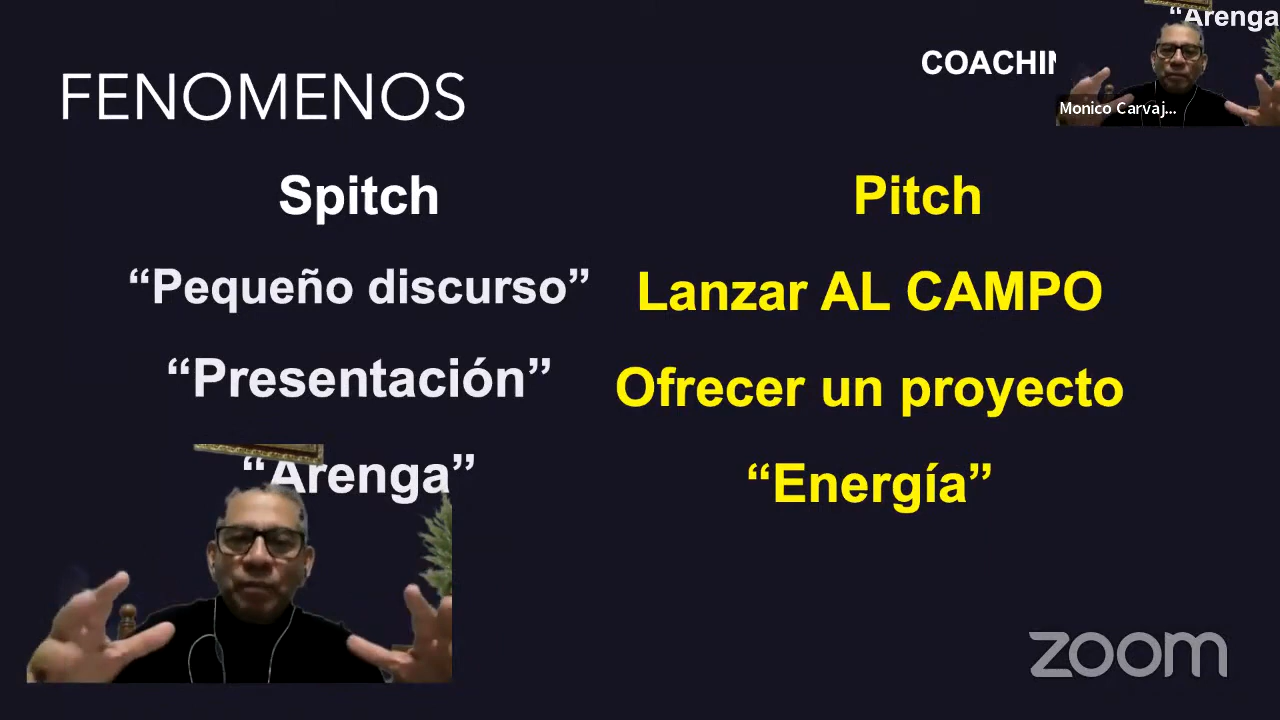 “Arenga
COACHIN
Monico Carvaj...
FENOMENOS
Spitch
Pitch
“Pequeño discurso”
Lanzar AL CAMPO
“Presentación”
Ofrecer un proyecto
“Arenga”
“Energía”
zoom